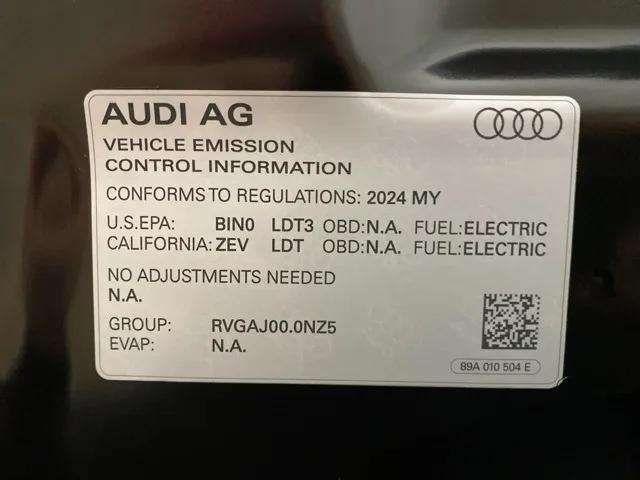 AUDI AG
VEHICLE EMISSION
CONTROL INFORMATION
CONFORMS TO REGULATIONS: 2024 MY
U.S.EPA: BIN0 LDT3 OBD:N.A. FUEL:ELECTRIC
CALIFORNIA: ZEV LDT OBD:N.A. FUEL:ELECTRIC
NO ADJUSTMENTS NEEDED
N.A.
GROUP: RVGAJ00.0NZ5
EVAP: N.A.
89A 010 504 E